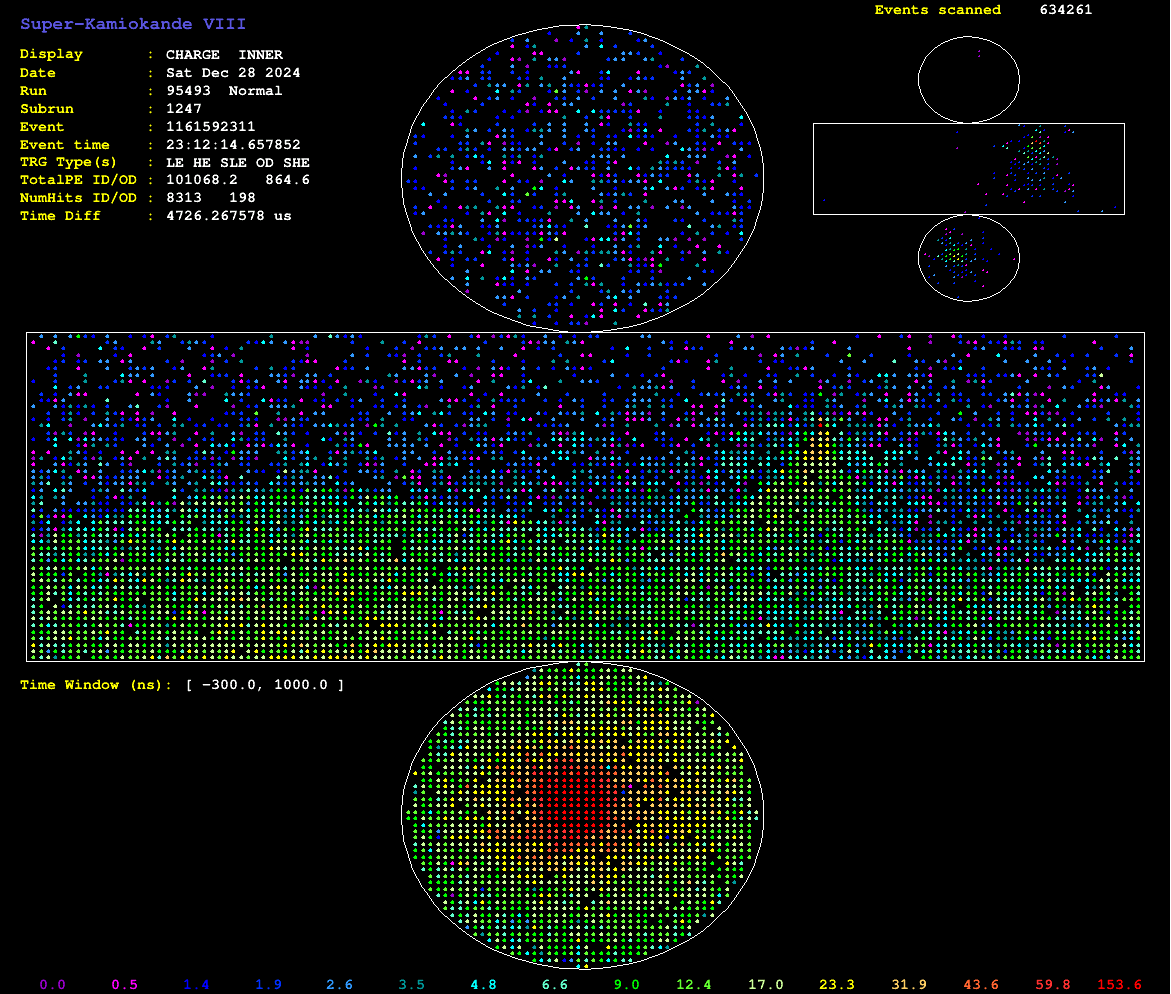 Super-Kamiokande VIII
Events scanned 634261
Display : CHARGE INNER
Date : Sat Dec 28 2024
Run : 95493 Normal
Subrun : 1247
Event : 1161592311
Event time : 23:12:14.657852
TRG Type(s) : LE HE SLE OD SHE
TotalPE ID/OD : 101068.2 864.6
NumHits ID/OD : 8313 198
Time Diff : 4726.267578 us
Time Window (ns): [ −300.0, 1000.0 ]
0.0 0.5 1.4 1.9 2.6 3.5 4.8 6.6 9.0 12.4 17.0 23.3 31.9 43.6 59.8 153.6